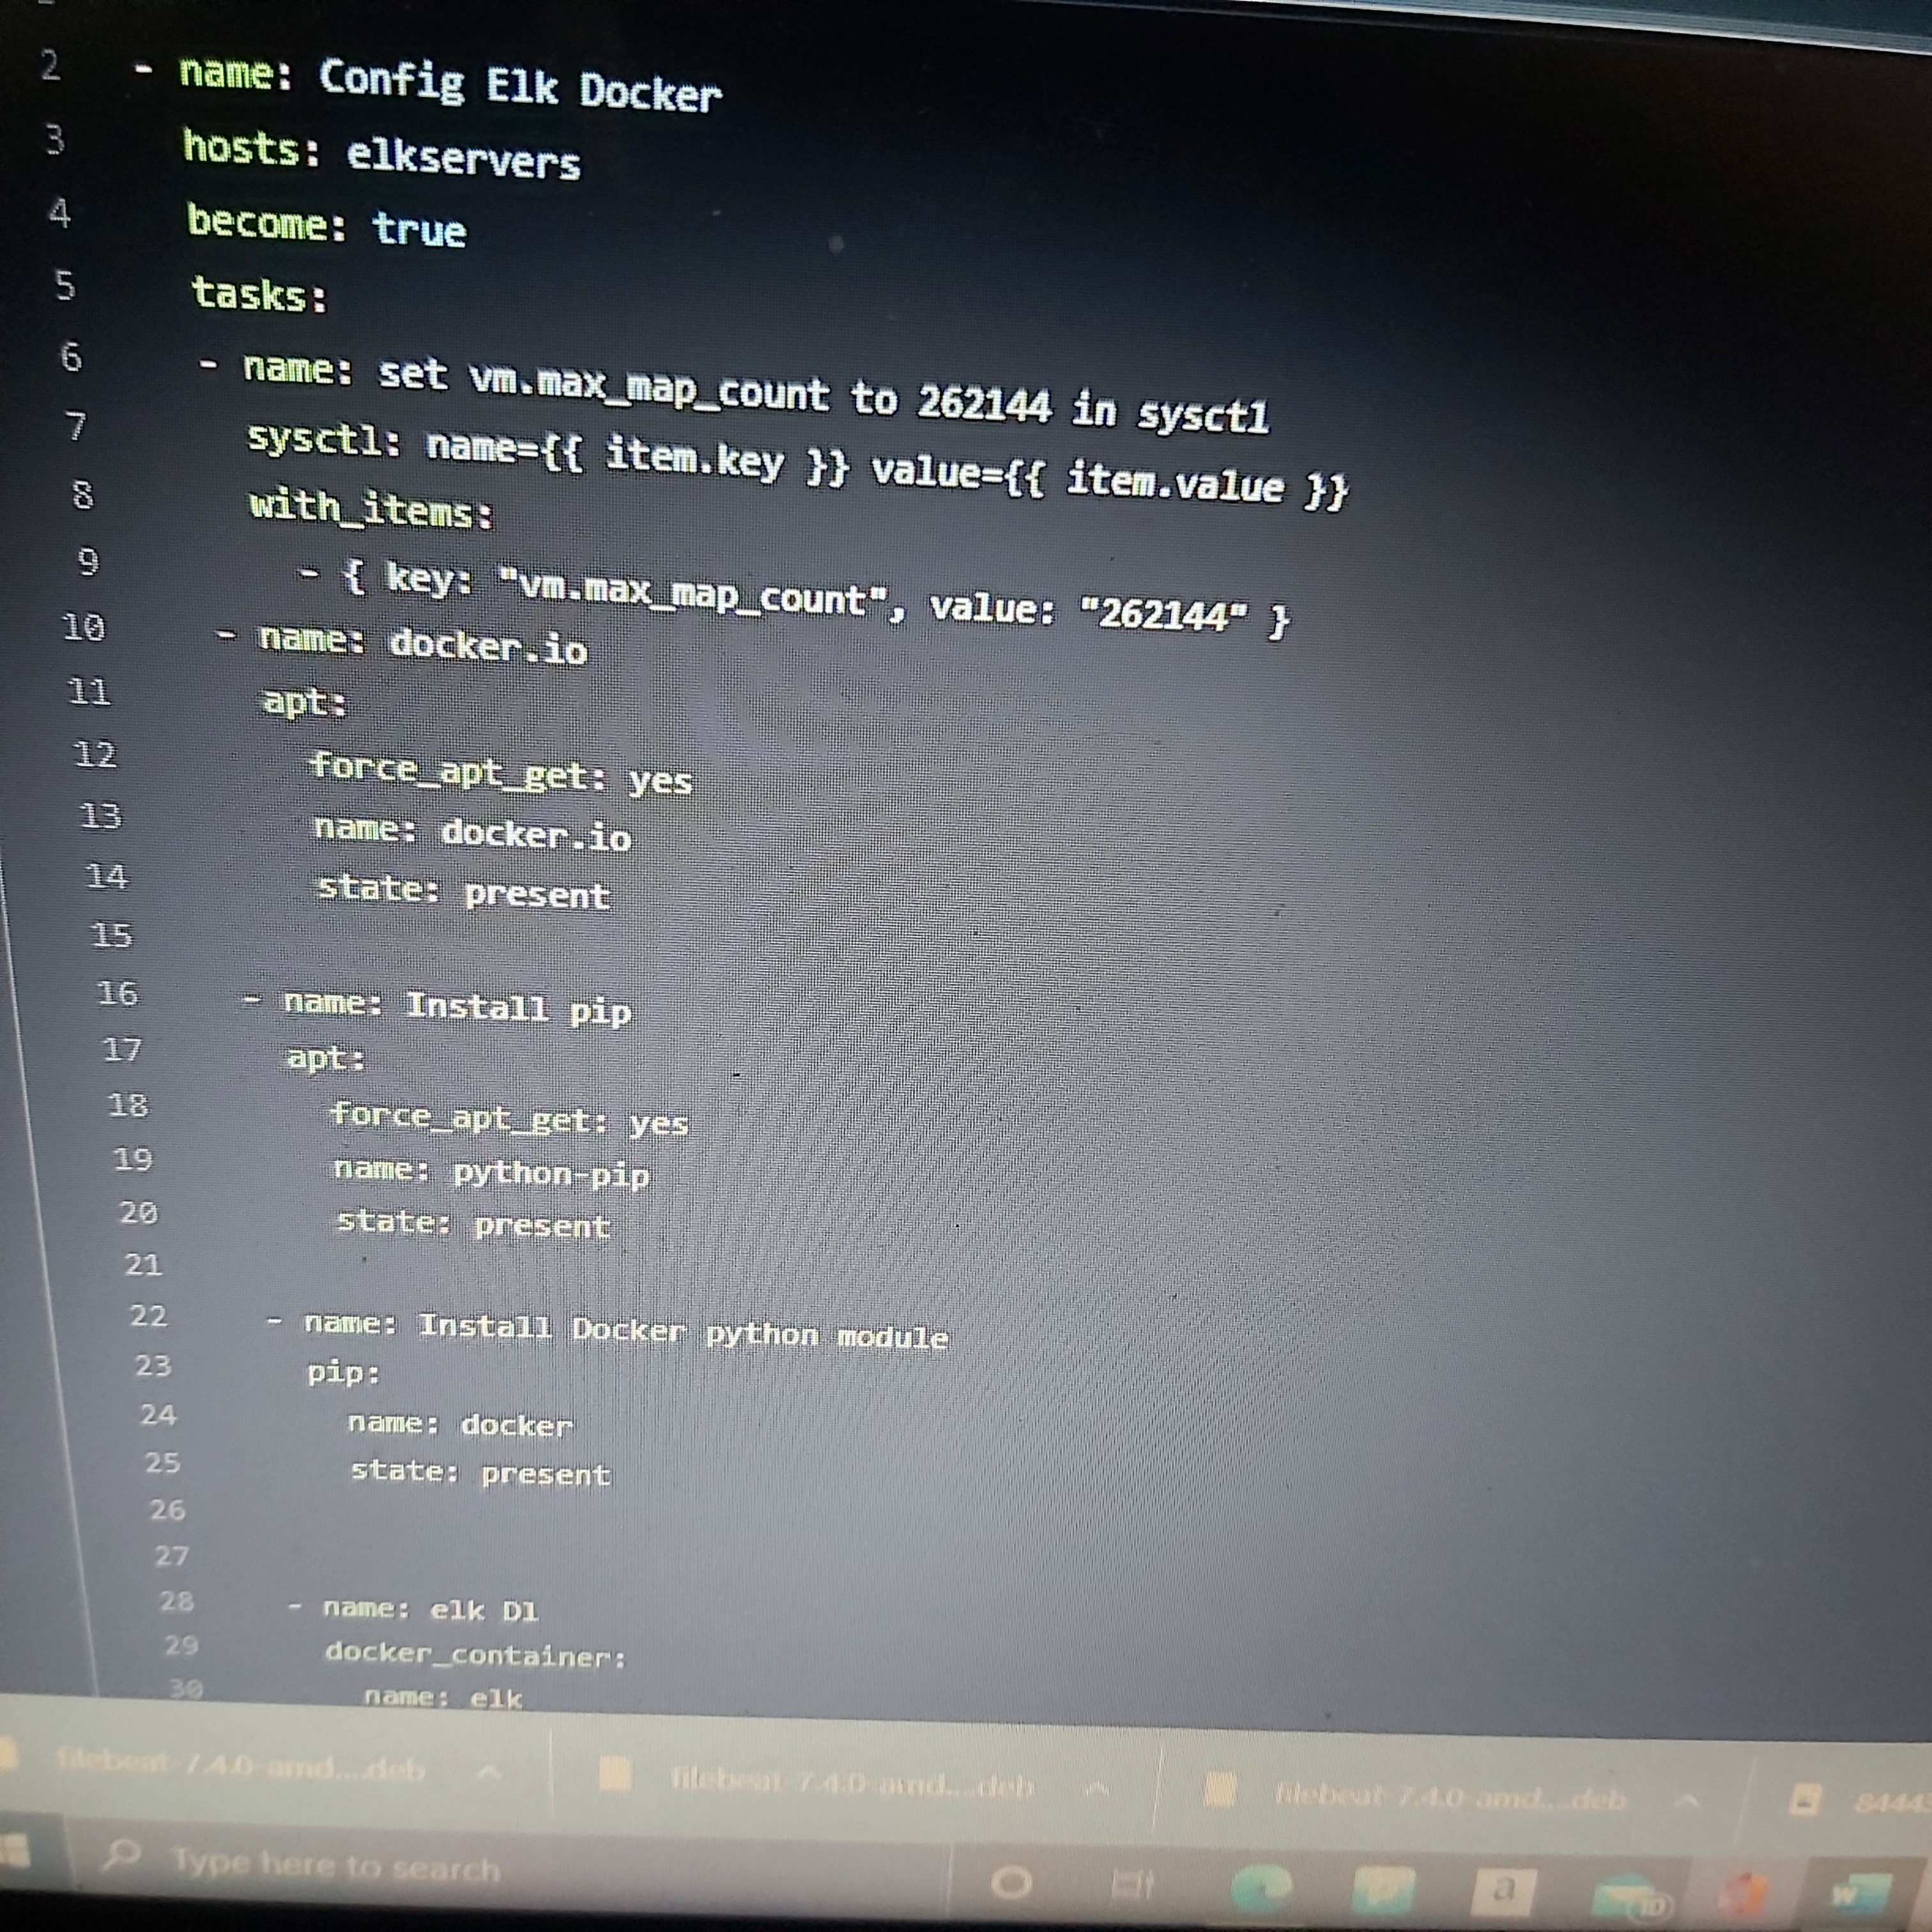 2 - name: Config Elk Docker
3 hosts: elkservers
4 become: true
5 tasks:
6 - name: set vm.max_map_count to 262144 in sysctl
7 sysctl: name={{ item.key }} value={{ item.value }}
8 with_items:
9 - { key: "vm.max_map_count", value: "262144" }
10 - name: docker.io
11 apt:
12 force_apt_get: yes
13 name: docker.io
14 state: present
15
16 - name: Install pip
17 apt:
18 force_apt_get: yes
19 name: python-pip
20 state: present
21
22 - name: Install Docker python module
23 pip:
24 name: docker
25 state: present
26
27
28 - name: elk D1
29 docker_container:
30 name: elk
filebeat-7.4.0-amd....deb filebeat-7.4.0-amd....deb filebeat-7.4.0-amd....deb
Type here to search a 10 W